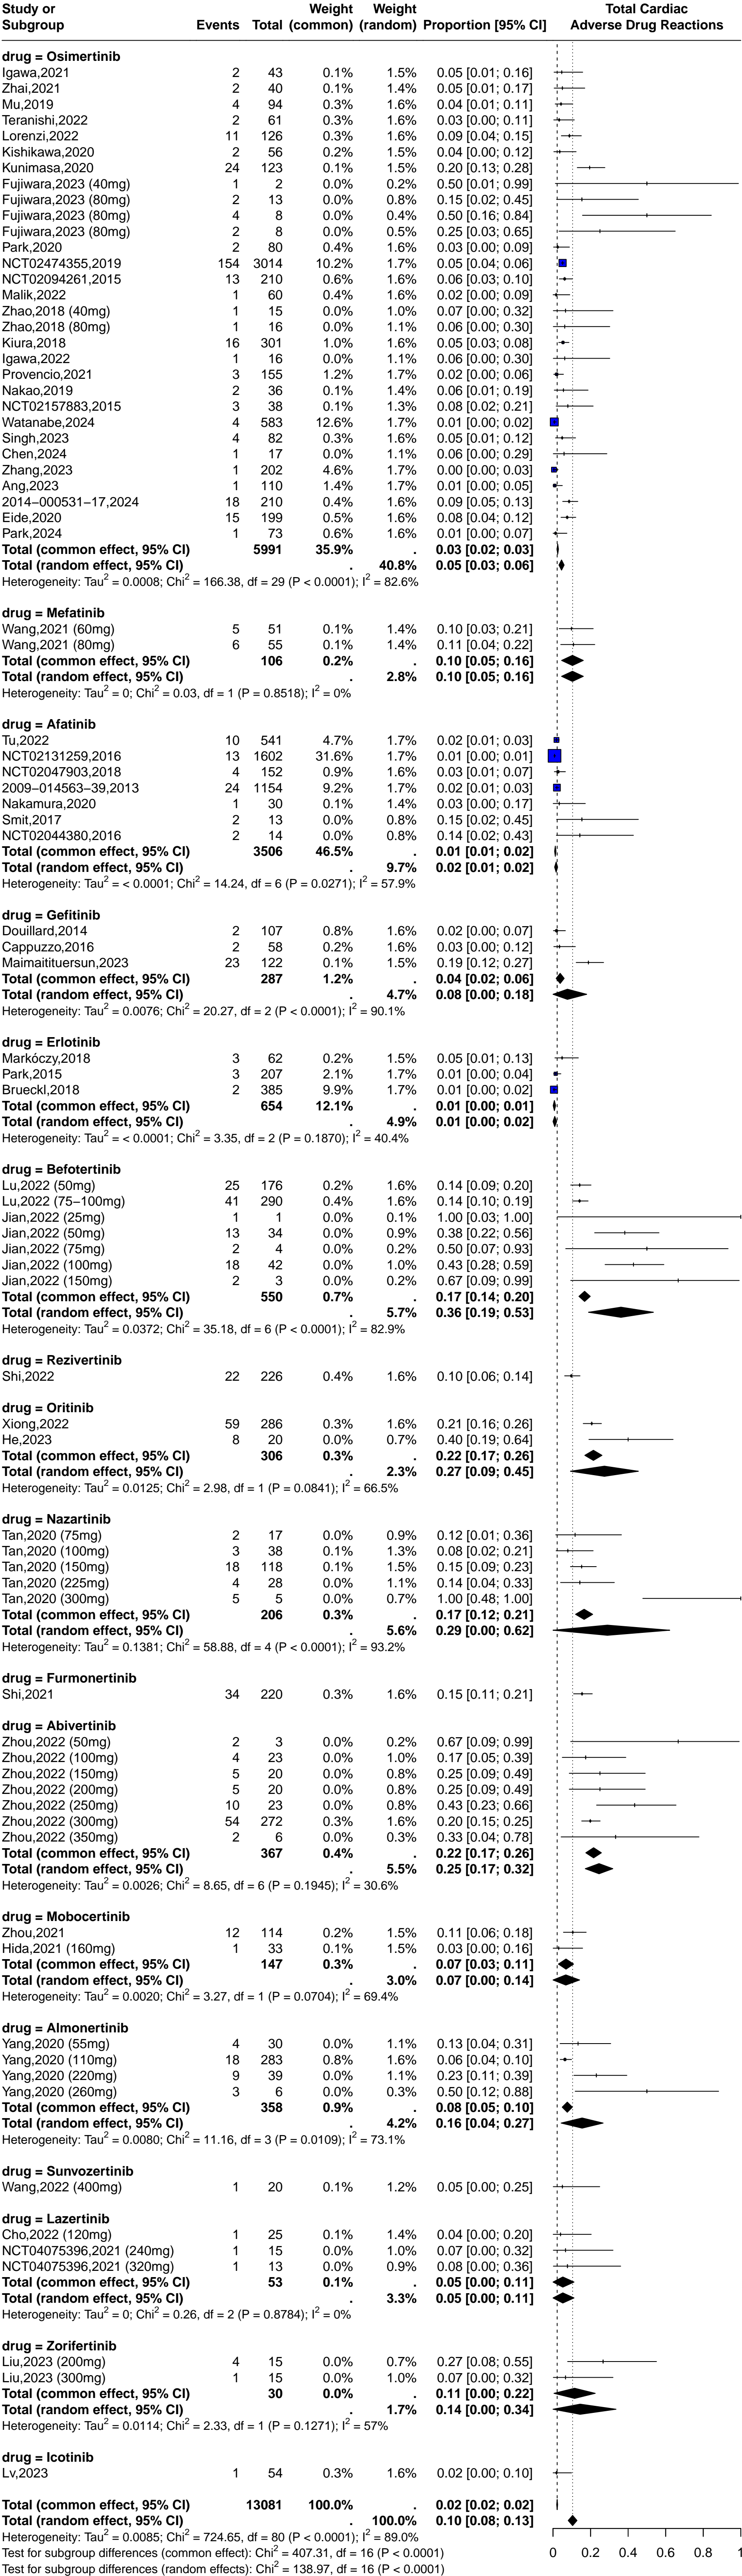 Study or Weight Weight Total Cardiac
Subgroup Events Total (common) (random) Proportion [95% CI] Adverse Drug Reactions
drug = Osimertinib
Igawa,2021 2 43 0.1% 1.5% 0.05 [0.01; 0.16]
Zhai,2021 2 40 0.1% 1.4% 0.05 [0.01; 0.17]
Mu,2019 4 94 0.3% 1.6% 0.04 [0.01; 0.11]
Teranishi,2022 2 61 0.3% 1.6% 0.03 [0.00; 0.11]
Lorenzi,2022 11 126 0.3% 1.6% 0.09 [0.04; 0.15]
Kishikawa,2020 2 56 0.2% 1.5% 0.04 [0.00; 0.12]
Kunimasa,2020 24 123 0.1% 1.5% 0.20 [0.13; 0.28]
Fujiwara,2023 (40mg) 1 2 0.0% 0.2% 0.50 [0.01; 0.99]
Fujiwara,2023 (80mg) 2 13 0.0% 0.8% 0.15 [0.02; 0.45]
Fujiwara,2023 (80mg) 4 8 0.0% 0.4% 0.50 [0.16; 0.84]
Fujiwara,2023 (80mg) 2 8 0.0% 0.5% 0.25 [0.03; 0.65]
Park,2020 2 80 0.4% 1.6% 0.03 [0.00; 0.09]
NCT02474355,2019 154 3014 10.2% 1.7% 0.05 [0.04; 0.06]
NCT02094261,2015 13 210 0.6% 1.6% 0.06 [0.03; 0.10]
Malik,2022 1 60 0.4% 1.6% 0.02 [0.00; 0.09]
Zhao,2018 (40mg) 1 15 0.0% 1.0% 0.07 [0.00; 0.32]
Zhao,2018 (80mg) 1 16 0.0% 1.1% 0.06 [0.00; 0.30]
Kiura,2018 16 301 1.0% 1.6% 0.05 [0.03; 0.08]
Igawa,2022 1 16 0.0% 1.1% 0.06 [0.00; 0.30]
Provencio,2021 3 155 1.2% 1.7% 0.02 [0.00; 0.06]
Nakao,2019 2 36 0.1% 1.4% 0.06 [0.01; 0.19]
NCT02157883,2015 3 38 0.1% 1.3% 0.08 [0.02; 0.21]
Watanabe,2024 4 583 12.6% 1.7% 0.01 [0.00; 0.02]
Singh,2023 4 82 0.3% 1.6% 0.05 [0.01; 0.12]
Chen,2024 1 17 0.0% 1.1% 0.06 [0.00; 0.29]
Zhang,2023 1 202 4.6% 1.7% 0.00 [0.00; 0.03]
Ang,2023 1 110 1.4% 1.7% 0.01 [0.00; 0.05]
2014−000531−17,2024 18 210 0.4% 1.6% 0.09 [0.05; 0.13]
Eide,2020 15 199 0.5% 1.6% 0.08 [0.04; 0.12]
Park,2024 1 73 0.6% 1.6% 0.01 [0.00; 0.07]
Total (common effect, 95% CI) 5991 35.9% . 0.03 [0.02; 0.03]
Total (random effect, 95% CI) . 40.8% 0.05 [0.03; 0.06]
Heterogeneity: Tau² = 0.0008; Chi² = 166.38, df = 29 (P < 0.0001); I² = 82.6%
drug = Mefatinib
Wang,2021 (60mg) 5 51 0.1% 1.4% 0.10 [0.03; 0.21]
Wang,2021 (80mg) 6 55 0.1% 1.4% 0.11 [0.04; 0.22]
Total (common effect, 95% CI) 106 0.2% . 0.10 [0.05; 0.16]
Total (random effect, 95% CI) . 2.8% 0.10 [0.05; 0.16]
Heterogeneity: Tau² = 0; Chi² = 0.03, df = 1 (P = 0.8518); I² = 0%
drug = Afatinib
Tu,2022 10 541 4.7% 1.7% 0.02 [0.01; 0.03]
NCT02131259,2016 13 1602 31.6% 1.7% 0.01 [0.00; 0.01]
NCT02047903,2018 4 152 0.9% 1.7% 0.03 [0.01; 0.07]
2009−014563−39,2013 24 1154 9.2% 1.7% 0.02 [0.01; 0.03]
Nakamura,2020 1 30 0.1% 1.4% 0.03 [0.00; 0.17]
Smit,2017 2 13 0.0% 0.8% 0.15 [0.02; 0.45]
NCT02044380,2016 2 14 0.0% 0.8% 0.14 [0.02; 0.43]
Total (common effect, 95% CI) 3506 46.5% . 0.01 [0.01; 0.02]
Total (random effect, 95% CI) . 9.7% 0.02 [0.01; 0.02]
Heterogeneity: Tau² = < 0.0001; Chi² = 14.24, df = 6 (P = 0.0271); I² = 57.9%
drug = Gefitinib
Douillard,2014 2 107 0.8% 1.6% 0.02 [0.00; 0.07]
Cappuzzo,2016 2 58 0.2% 1.6% 0.03 [0.00; 0.12]
Maimaitituersun,2023 23 122 0.1% 1.5% 0.19 [0.12; 0.27]
Total (common effect, 95% CI) 287 1.2% . 0.04 [0.02; 0.06]
Total (random effect, 95% CI) . 4.7% 0.08 [0.00; 0.18]
Heterogeneity: Tau² = 0.0076; Chi² = 20.27, df = 2 (P < 0.0001); I² = 90.1%
drug = Erlotinib
Markóczy,2018 3 62 0.2% 1.5% 0.05 [0.01; 0.13]
Park,2015 3 207 2.1% 1.7% 0.01 [0.00; 0.04]
Brueckl,2018 2 385 9.9% 1.7% 0.01 [0.00; 0.02]
Total (common effect, 95% CI) 654 12.1% . 0.01 [0.00; 0.01]
Total (random effect, 95% CI) . 4.9% 0.01 [0.00; 0.02]
Heterogeneity: Tau² = < 0.0001; Chi² = 3.35, df = 2 (P = 0.1870); I² = 40.4%
drug = Befotertinib
Lu,2022 (50mg) 25 176 0.2% 1.6% 0.14 [0.09; 0.20]
Lu,2022 (75−100mg) 41 290 0.4% 1.6% 0.14 [0.10; 0.19]
Jian,2022 (25mg) 1 1 0.0% 0.1% 1.00 [0.03; 1.00]
Jian,2022 (50mg) 13 34 0.0% 0.9% 0.38 [0.22; 0.56]
Jian,2022 (75mg) 2 4 0.0% 0.2% 0.50 [0.07; 0.93]
Jian,2022 (100mg) 18 42 0.0% 1.0% 0.43 [0.28; 0.59]
Jian,2022 (150mg) 2 3 0.0% 0.2% 0.67 [0.09; 0.99]
Total (common effect, 95% CI) 550 0.7% . 0.17 [0.14; 0.20]
Total (random effect, 95% CI) . 5.7% 0.36 [0.19; 0.53]
Heterogeneity: Tau² = 0.0372; Chi² = 35.18, df = 6 (P < 0.0001); I² = 82.9%
drug = Rezivertinib
Shi,2022 22 226 0.4% 1.6% 0.10 [0.06; 0.14]
drug = Oritinib
Xiong,2022 59 286 0.3% 1.6% 0.21 [0.16; 0.26]
He,2023 8 20 0.0% 0.7% 0.40 [0.19; 0.64]
Total (common effect, 95% CI) 306 0.3% . 0.22 [0.17; 0.26]
Total (random effect, 95% CI) . 2.3% 0.27 [0.09; 0.45]
Heterogeneity: Tau² = 0.0125; Chi² = 2.98, df = 1 (P = 0.0841); I² = 66.5%
drug = Nazartinib
Tan,2020 (75mg) 2 17 0.0% 0.9% 0.12 [0.01; 0.36]
Tan,2020 (100mg) 3 38 0.1% 1.3% 0.08 [0.02; 0.21]
Tan,2020 (150mg) 18 118 0.1% 1.5% 0.15 [0.09; 0.23]
Tan,2020 (225mg) 4 28 0.0% 1.1% 0.14 [0.04; 0.33]
Tan,2020 (300mg) 5 5 0.0% 0.7% 1.00 [0.48; 1.00]
Total (common effect, 95% CI) 206 0.3% . 0.17 [0.12; 0.21]
Total (random effect, 95% CI) . 5.6% 0.29 [0.00; 0.62]
Heterogeneity: Tau² = 0.1381; Chi² = 58.88, df = 4 (P < 0.0001); I² = 93.2%
drug = Furmonertinib
Shi,2021 34 220 0.3% 1.6% 0.15 [0.11; 0.21]
drug = Abivertinib
Zhou,2022 (50mg) 2 3 0.0% 0.2% 0.67 [0.09; 0.99]
Zhou,2022 (100mg) 4 23 0.0% 1.0% 0.17 [0.05; 0.39]
Zhou,2022 (150mg) 5 20 0.0% 0.8% 0.25 [0.09; 0.49]
Zhou,2022 (200mg) 5 20 0.0% 0.8% 0.25 [0.09; 0.49]
Zhou,2022 (250mg) 10 23 0.0% 0.8% 0.43 [0.23; 0.66]
Zhou,2022 (300mg) 54 272 0.3% 1.6% 0.20 [0.15; 0.25]
Zhou,2022 (350mg) 2 6 0.0% 0.3% 0.33 [0.04; 0.78]
Total (common effect, 95% CI) 367 0.4% . 0.22 [0.17; 0.26]
Total (random effect, 95% CI) . 5.5% 0.25 [0.17; 0.32]
Heterogeneity: Tau² = 0.0026; Chi² = 8.65, df = 6 (P = 0.1945); I² = 30.6%
drug = Mobocertinib
Zhou,2021 12 114 0.2% 1.5% 0.11 [0.06; 0.18]
Hida,2021 (160mg) 1 33 0.1% 1.5% 0.03 [0.00; 0.16]
Total (common effect, 95% CI) 147 0.3% . 0.07 [0.03; 0.11]
Total (random effect, 95% CI) . 3.0% 0.07 [0.00; 0.14]
Heterogeneity: Tau² = 0.0020; Chi² = 3.27, df = 1 (P = 0.0704); I² = 69.4%
drug = Almonertinib
Yang,2020 (55mg) 4 30 0.0% 1.1% 0.13 [0.04; 0.31]
Yang,2020 (110mg) 18 283 0.8% 1.6% 0.06 [0.04; 0.10]
Yang,2020 (220mg) 9 39 0.0% 1.1% 0.23 [0.11; 0.39]
Yang,2020 (260mg) 3 6 0.0% 0.3% 0.50 [0.12; 0.88]
Total (common effect, 95% CI) 358 0.9% . 0.08 [0.05; 0.10]
Total (random effect, 95% CI) . 4.2% 0.16 [0.04; 0.27]
Heterogeneity: Tau² = 0.0080; Chi² = 11.16, df = 3 (P = 0.0109); I² = 73.1%
drug = Sunvozertinib
Wang,2022 (400mg) 1 20 0.1% 1.2% 0.05 [0.00; 0.25]
drug = Lazertinib
Cho,2022 (120mg) 1 25 0.1% 1.4% 0.04 [0.00; 0.20]
NCT04075396,2021 (240mg) 1 15 0.0% 1.0% 0.07 [0.00; 0.32]
NCT04075396,2021 (320mg) 1 13 0.0% 0.9% 0.08 [0.00; 0.36]
Total (common effect, 95% CI) 53 0.1% . 0.05 [0.00; 0.11]
Total (random effect, 95% CI) . 3.3% 0.05 [0.00; 0.11]
Heterogeneity: Tau² = 0; Chi² = 0.26, df = 2 (P = 0.8784); I² = 0%
drug = Zorifertinib
Liu,2023 (200mg) 4 15 0.0% 0.7% 0.27 [0.08; 0.55]
Liu,2023 (300mg) 1 15 0.0% 1.0% 0.07 [0.00; 0.32]
Total (common effect, 95% CI) 30 0.0% . 0.11 [0.00; 0.22]
Total (random effect, 95% CI) . 1.7% 0.14 [0.00; 0.34]
Heterogeneity: Tau² = 0.0114; Chi² = 2.33, df = 1 (P = 0.1271); I² = 57%
drug = Icotinib
Lv,2023 1 54 0.3% 1.6% 0.02 [0.00; 0.10]
Total (common effect, 95% CI) 13081 100.0% . 0.02 [0.02; 0.02]
Total (random effect, 95% CI) . 100.0% 0.10 [0.08; 0.13]
Heterogeneity: Tau² = 0.0085; Chi² = 724.65, df = 80 (P < 0.0001); I² = 89.0%
Test for subgroup differences (common effect): Chi² = 407.31, df = 16 (P < 0.0001) 0 0.2 0.4 0.6 0.8 1
Test for subgroup differences (random effects): Chi² = 138.97, df = 16 (P < 0.0001)